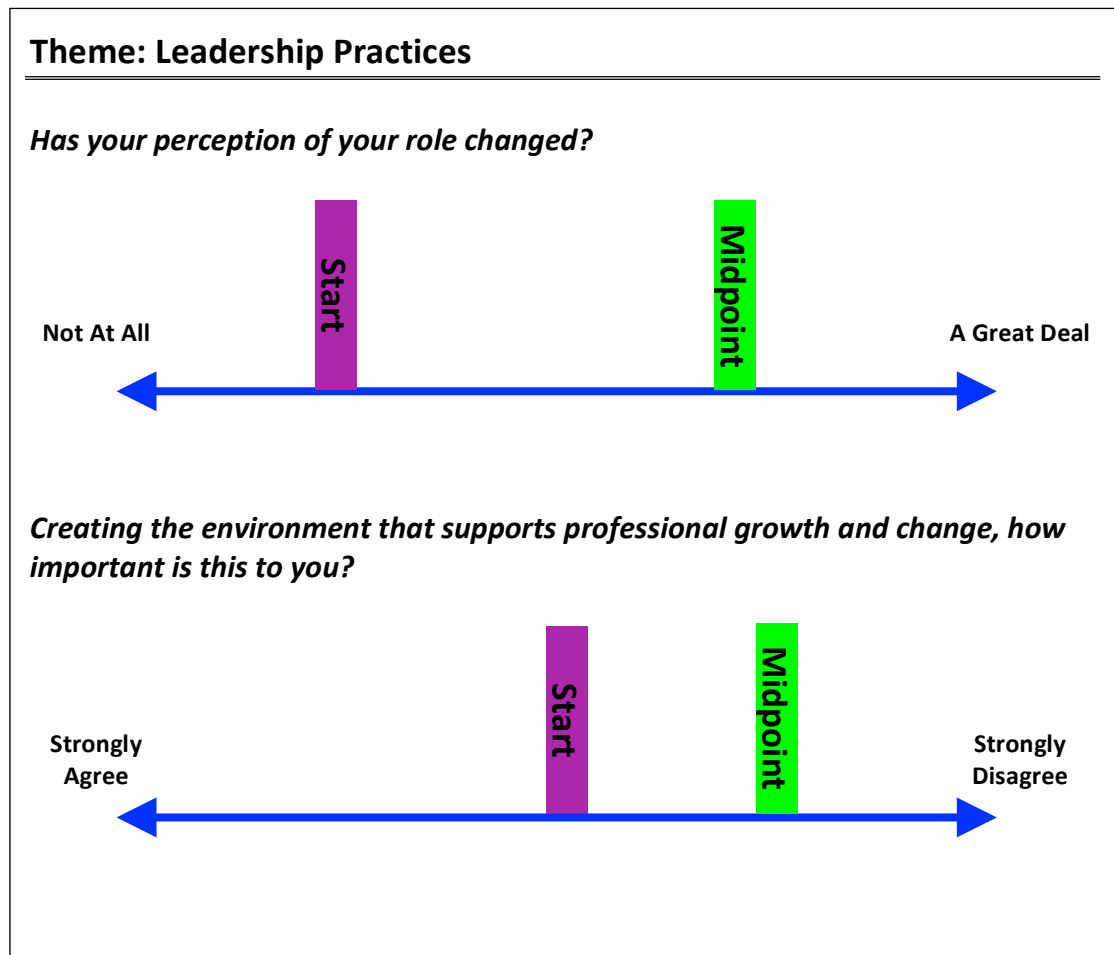 Theme: Leadership Practices
Has your perception of your role changed?
Start
Midpoint
Not At All
A Great Deal
Creating the environment that supports professional growth and change, how
important is this to you?
Start
Midpoint
Strongly
Agree
Strongly
Disagree